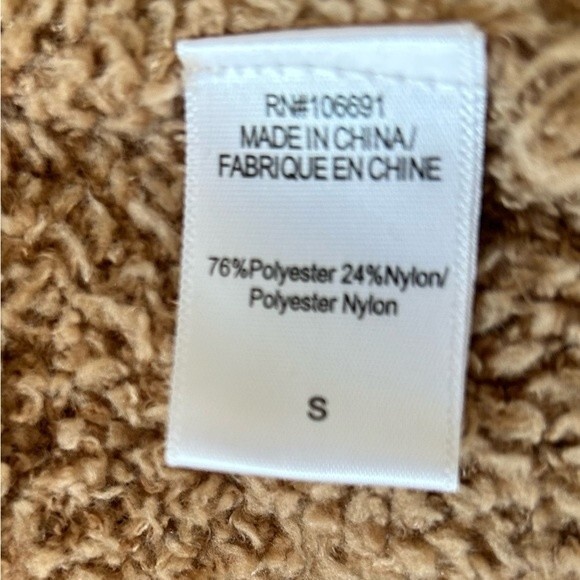 RN#106691
MADE IN CHINA/
FABRIQUE EN CHINE
76%Polyester 24%Nylon/
Polyester Nylon
S